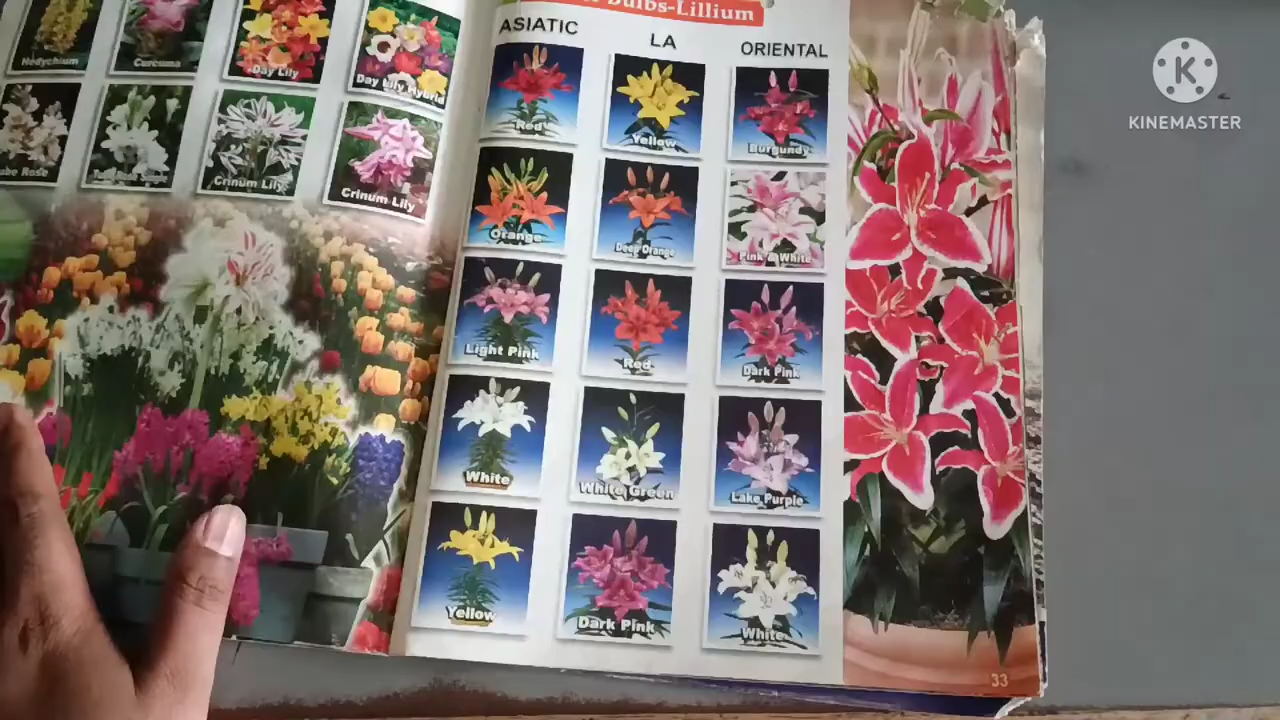 Hedychium
Curcuma
Day Lily
Day Lily Hybrid
Rose
Crinum Lily
Crinum Lily
Bulbs-Lillium
ASIATIC
LA
ORIENTAL
Red
Yellow
Burgundy
Orange
Deep Orange
Pink & White
Light Pink
Red
Dark Pink
White
White Green
Lake Purple
Yellow
Dark Pink
White
33
K
KINEMASTER